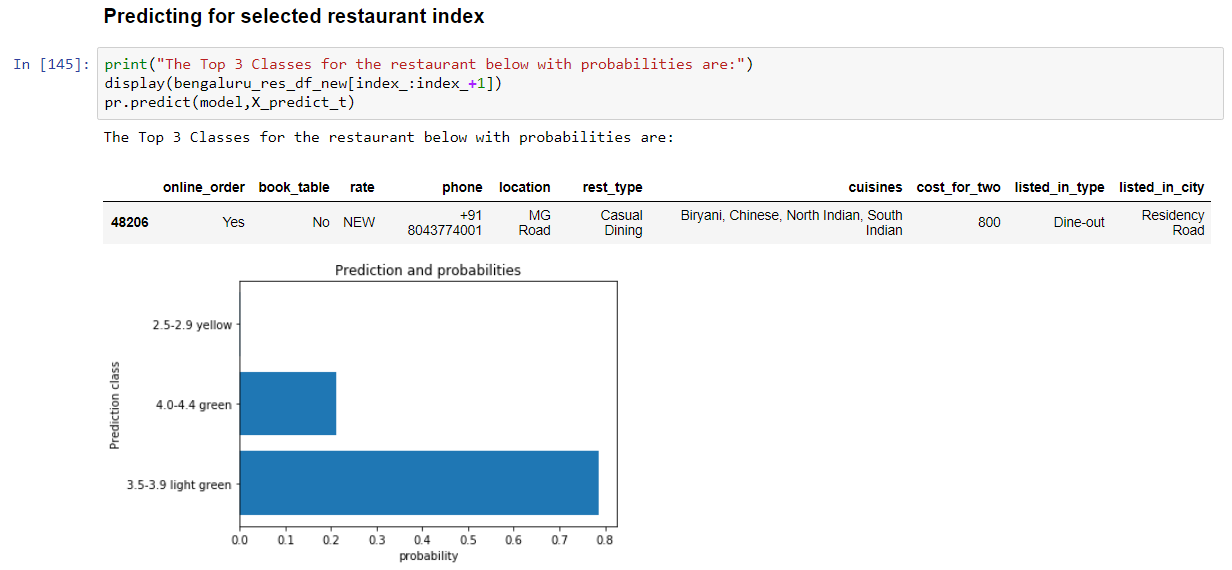 Predicting for selected restaurant index
In [145]: print("The Top 3 Classes for the restaurant below with probabilities are:")
display(bengaluru_res_df_new[index_:index_+1])
pr.predict(model,X_predict_t)
The Top 3 Classes for the restaurant below with probabilities are:
online_order book_table rate phone location rest_type cuisines cost_for_two listed_in_type listed_in_city
48206 Yes No NEW +91 8043774001 MG Road Casual Dining Biryani, Chinese, North Indian, South Indian 800 Dine-out Residency Road
Prediction and probabilities
Prediction class
2.5-2.9 yellow
4.0-4.4 green
3.5-3.9 light green
0.0 0.1 0.2 0.3 0.4 0.5 0.6 0.7 0.8
probability